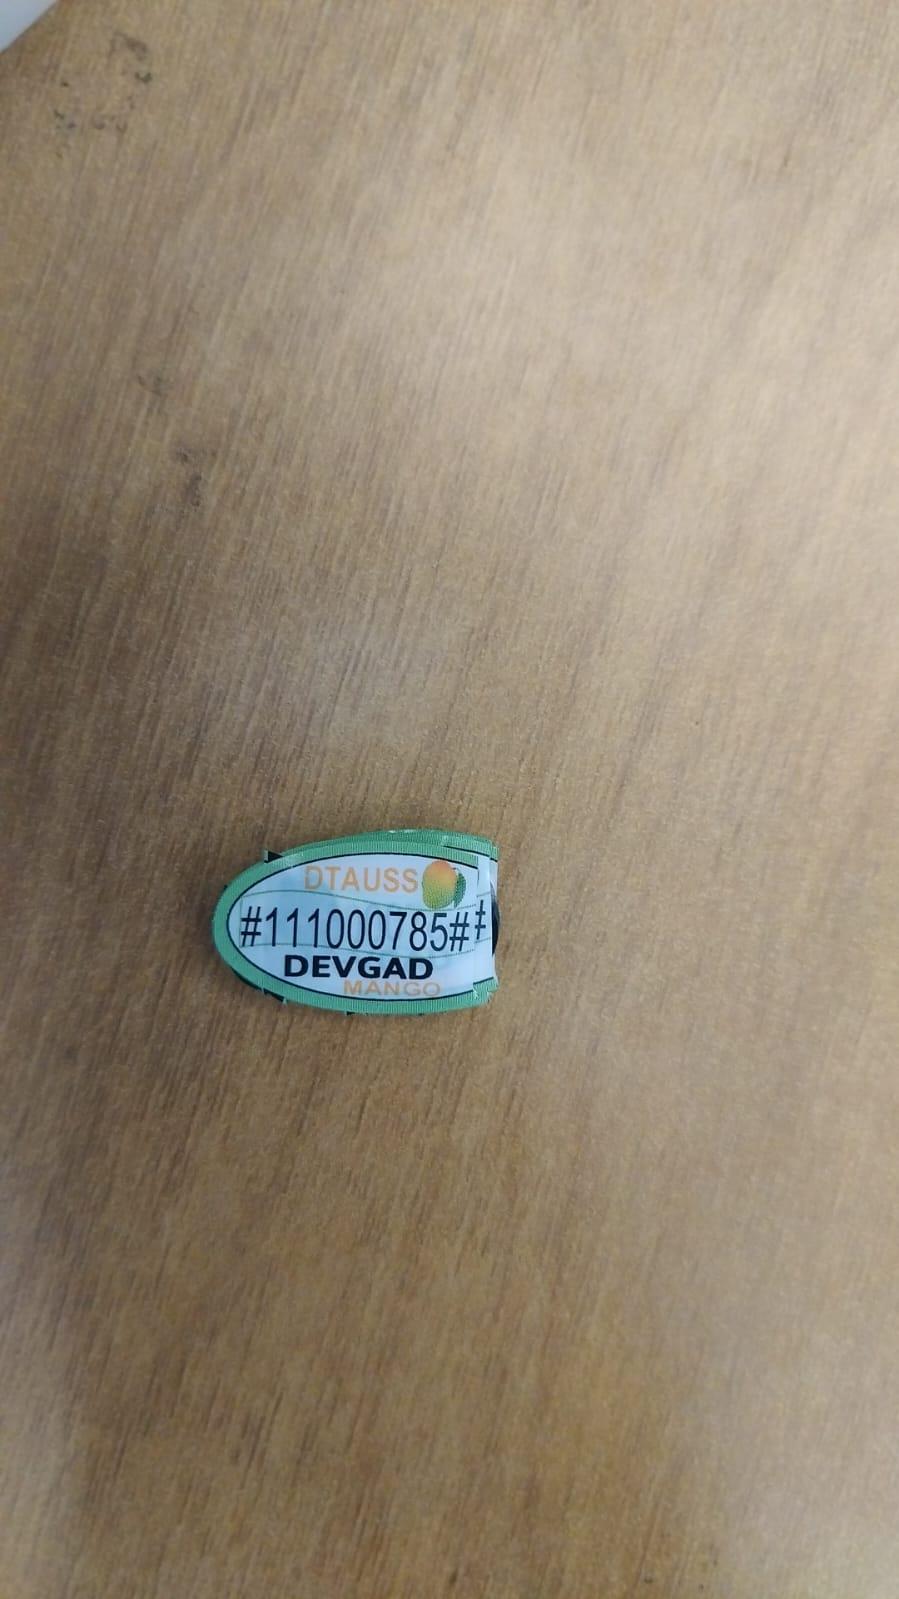 DTAUSS
#111000785#
DEVGAD
MANGO